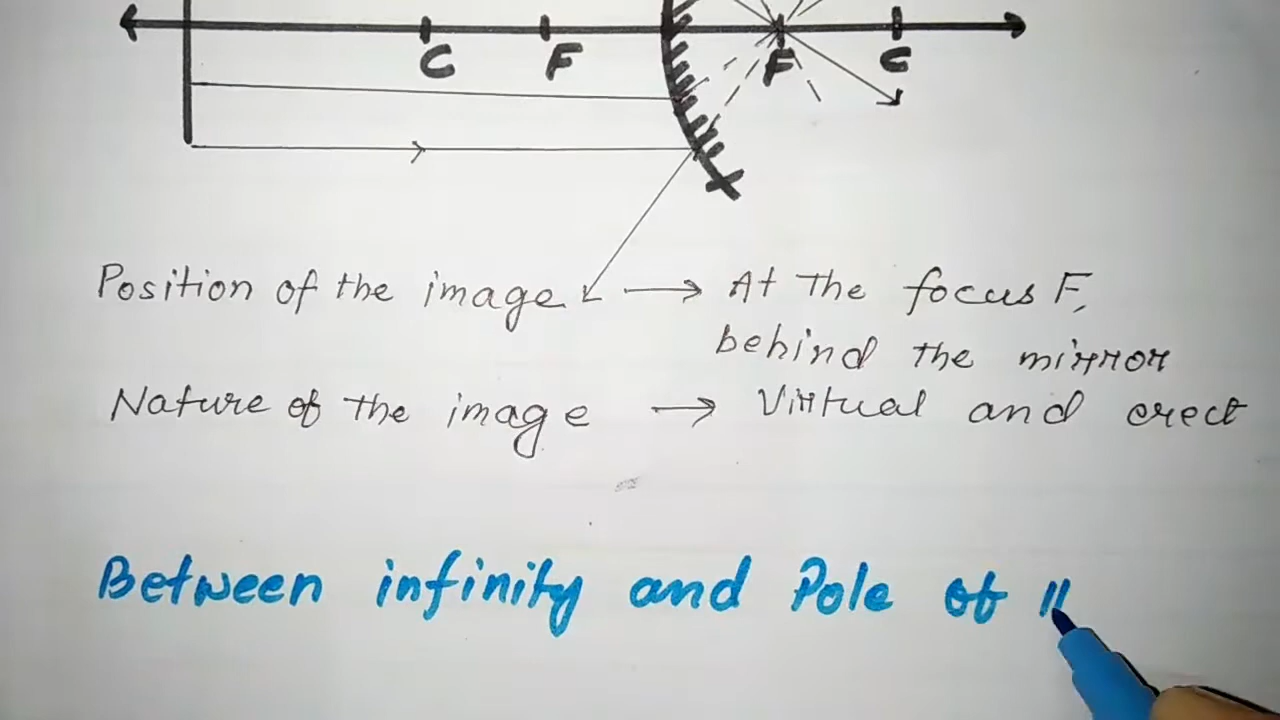 C F F C
Position of the image → At the focus F,
behind the mirror
Nature of the image → Virtual and erect
Between infinity and Pole of